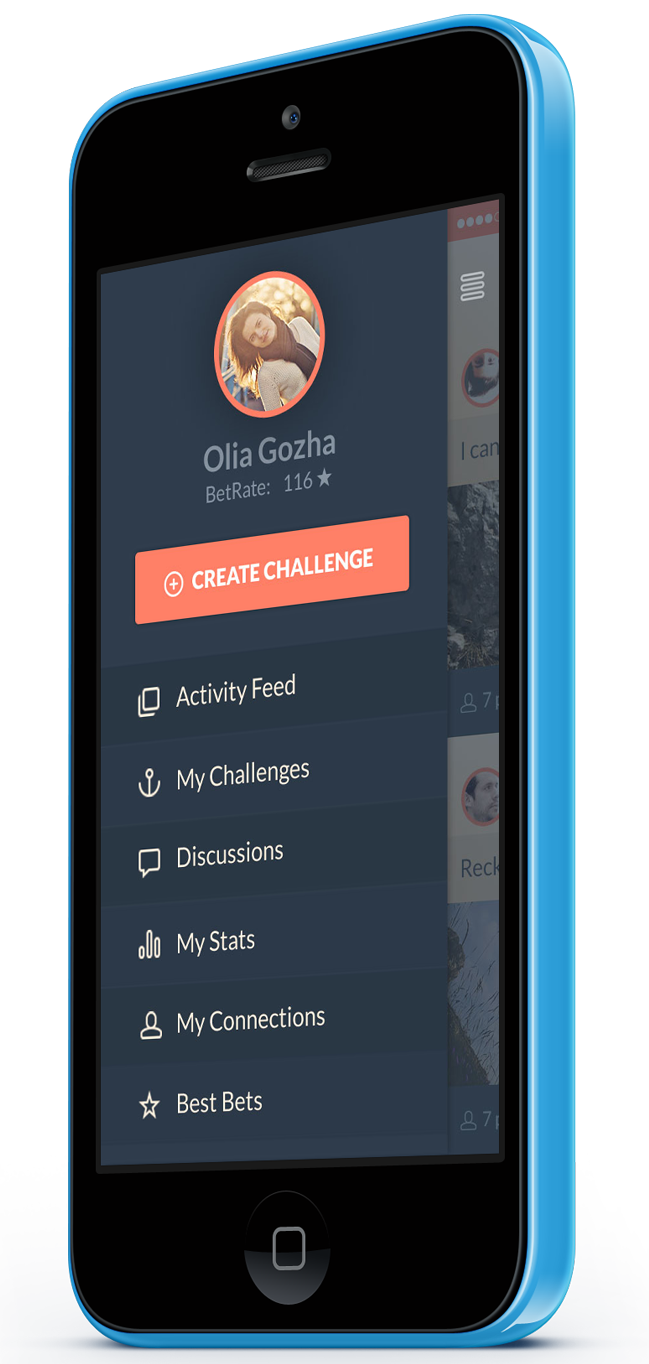 Olia Gozha
BetRate: 116
CREATE CHALLENGE
Activity Feed
My Challenges
Discussions
My Stats
My Connections
Best Bets
I can
7
Reck
7